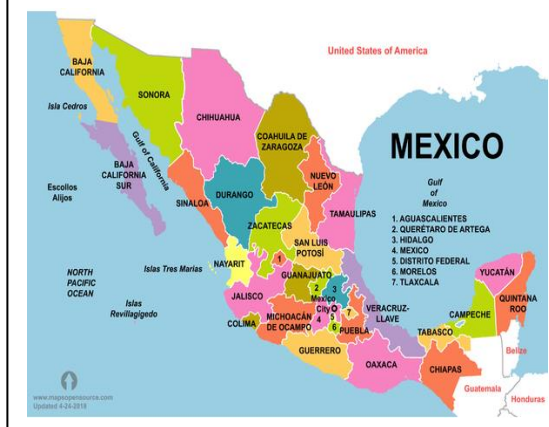 United States of America
BAJA
CALIFORNIA
SONORA
Isla Cedros
CHIHUAHUA
COAHUILA DE
ZARAGOZA
MEXICO
Gulf of California
BAJA
CALIFORNIA
SUR
Escollos
Alijos
NUEVO
LEÓN
Gulf
of
Mexico
DURANGO
SINALOA
TAMAULIPAS
ZACATECAS
1. AGUASCALIENTES
2. QUERÉTARO DE ARTEGA
3. HIDALGO
4. MEXICO
5. DISTRITO FEDERAL
6. MORELOS
7. TLAXCALA
SAN LUIS
POTOSÍ
NAYARIT
Islas Tres Marias
1
NORTH
PACIFIC
OCEAN
GUANAJUATO
2
3
YUCATÁN
JALISCO
Mexico
City
Islas
Revillagigedo
VERACRUZ-
LLAVE
QUINTANA
ROO
CAMPECHE
MICHOACÁN
DE OCAMPO
COLIMA
4
5
6
7
PUEBLA
TABASCO
GUERRERO
OAXACA
CHIAPAS
Belize
Guatemala
Honduras
www.mapsopensource.com
Updated 4-24-2018